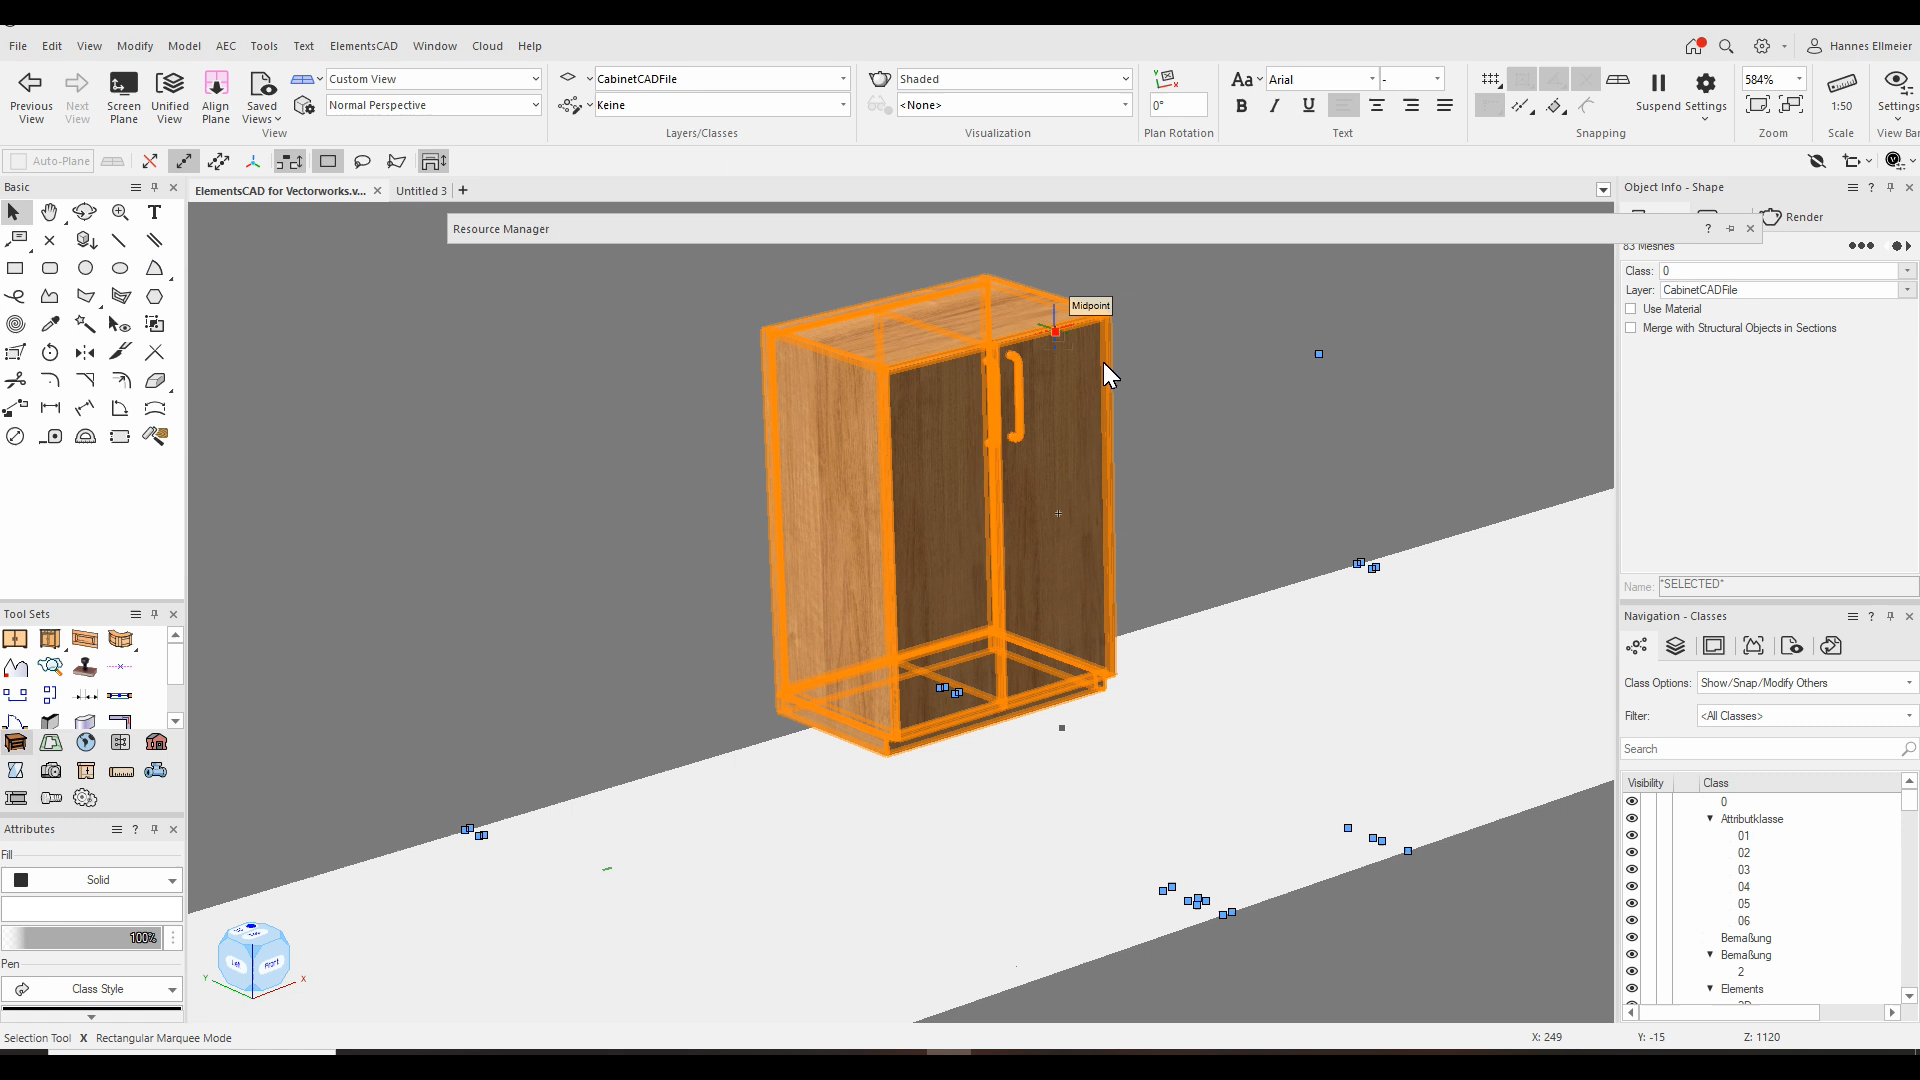 File Edit View Modify Model AEC Tools Text ElementsCAD Window Cloud Help
Hannes Ellmeier
Previous View
Next View
Screen Plane
Unified View
Align Plane
Saved Views
Custom View
Normal Perspective
View
CabinetCADFile
Keine
Layers/Classes
Shaded
<None>
Visualization
0°
Plan Rotation
Aa Arial -
B I U
Text
Suspend Settings
Snapping
584%
Zoom
1:50
Scale
Settings
View Bar
Auto-Plane
Basic
ElementsCAD for Vectorworks.v... Untitled 3
Object Info - Shape
Resource Manager
Render
83 Meshes
Class: 0
Layer: CabinetCADFile
Use Material
Merge with Structural Objects in Sections
Midpoint
Name: *SELECTED*
Tool Sets
Navigation - Classes
Class Options: Show/Snap/Modify Others
Filter: <All Classes>
Search
Visibility Class
0
Attributklasse
01
02
03
04
05
06
Bemaßung
Bemaßung
2
Elements
Attributes
Fill
Solid
100%
Pen
Class Style
Left
Front
Y
X
Selection Tool X Rectangular Marquee Mode
X: 249 Y: -15 Z: 1120